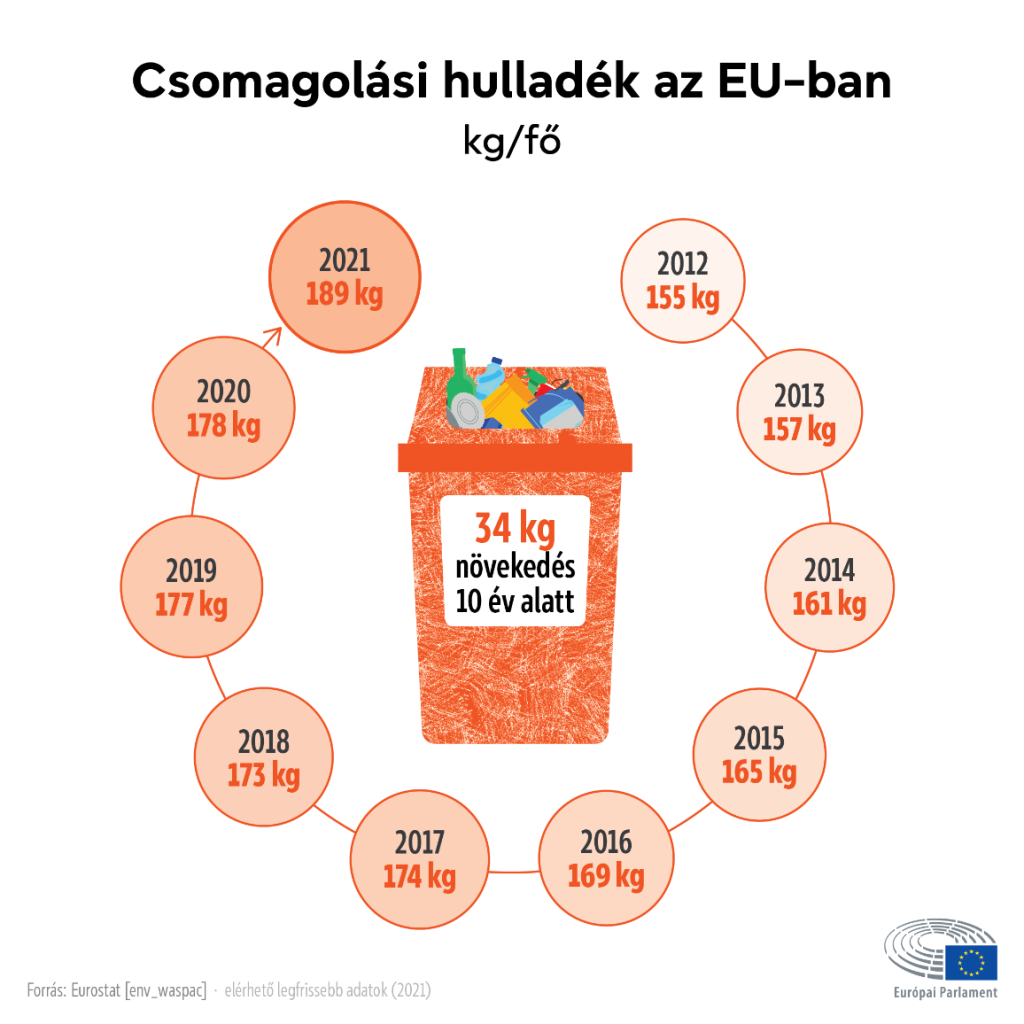 Csomagolási hulladék az EU-ban
kg/fő
2012
155 kg
2013
157 kg
2014
161 kg
2015
165 kg
2016
169 kg
2017
174 kg
2018
173 kg
2019
177 kg
2020
178 kg
2021
189 kg
34 kg
növekedés
10 év alatt
Forrás: Eurostat [env_waspac] · elérhető legfrissebb adatok (2021)
Európai Parlament